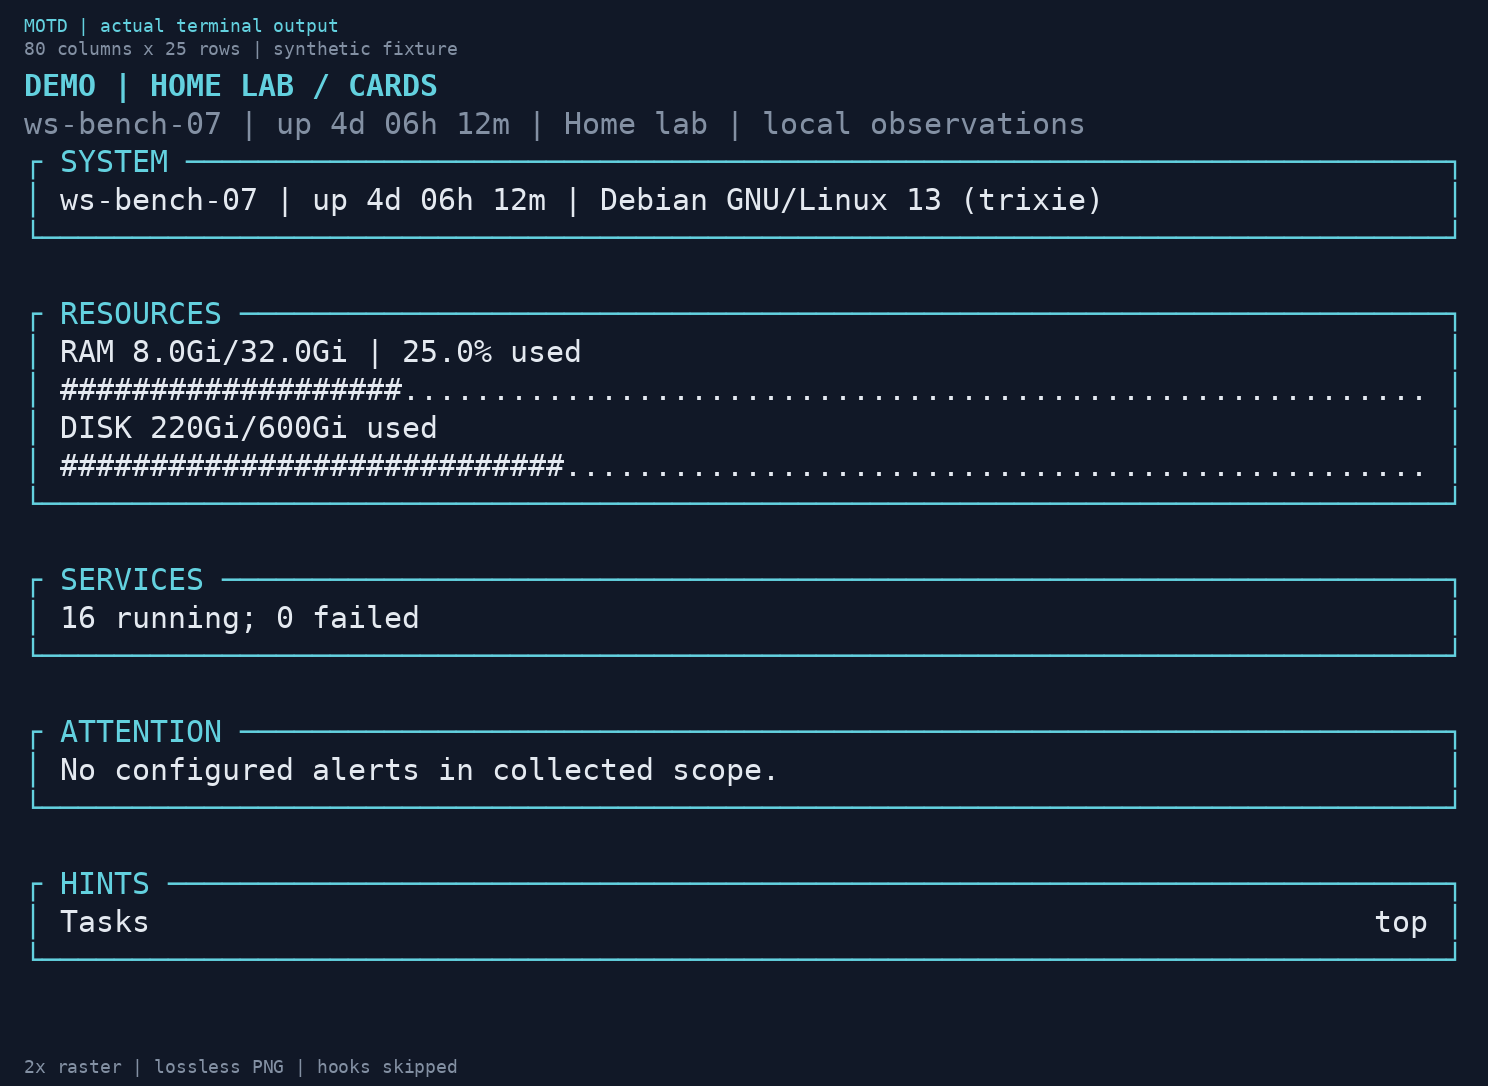 MOTD | actual terminal output
80 columns x 25 rows | synthetic fixture
DEMO | HOME LAB / CARDS
ws-bench-07 | up 4d 06h 12m | Home lab | local observations
SYSTEM
ws-bench-07 | up 4d 06h 12m | Debian GNU/Linux 13 (trixie)
RESOURCES
RAM 8.0Gi/32.0Gi | 25.0% used
###################.........................................................
DISK 220Gi/600Gi used
############################................................................
SERVICES
16 running; 0 failed
ATTENTION
No configured alerts in collected scope.
HINTS
Tasks top
2x raster | lossless PNG | hooks skipped